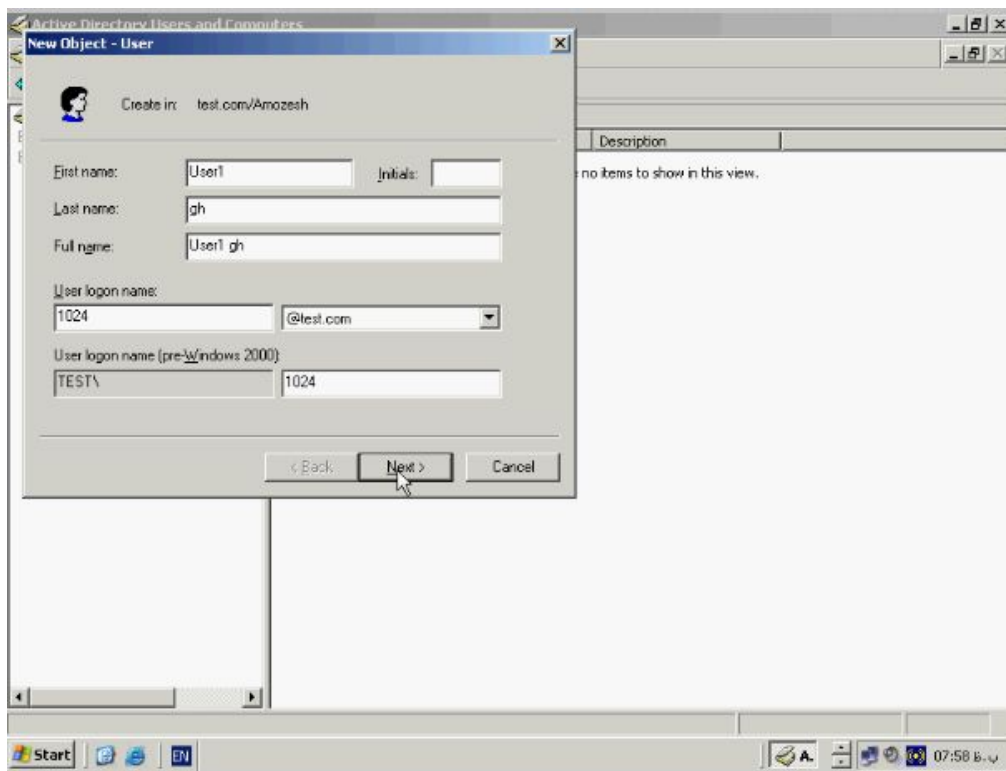 Active Directory Users and Computers
New Object - User
Create in: test.com/Amozesh
Description
First name: User1 Initials:
no items to show in this view.
Last name: gh
Full name: User1 gh
User logon name:
1024 @test.com
User logon name (pre-Windows 2000):
TEST\ 1024
< Back Next > Cancel
Start EN A. 07:58 ب.ظ